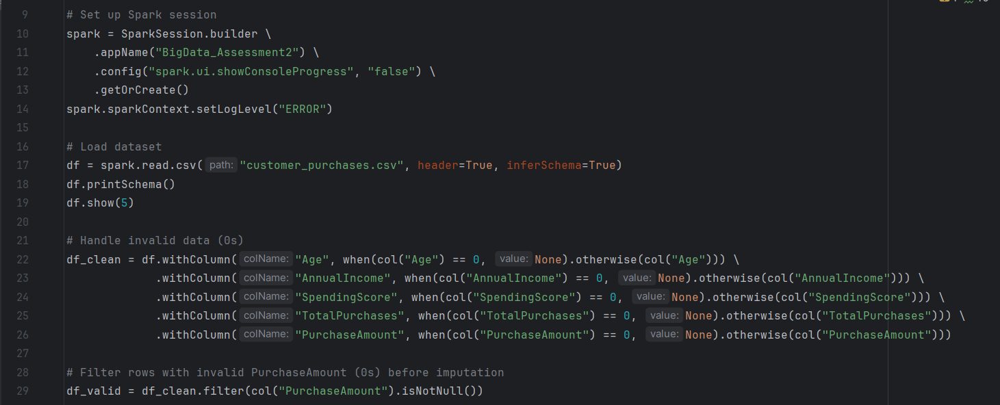 9 # Set up Spark session
10 spark = SparkSession.builder \
11     .appName("BigData_Assessment2") \
12     .config("spark.ui.showConsoleProgress", "false") \
13     .getOrCreate()
14 spark.sparkContext.setLogLevel("ERROR")
15
16 # Load dataset
17 df = spark.read.csv( path: "customer_purchases.csv", header=True, inferSchema=True)
18 df.printSchema()
19 df.show(5)
20
21 # Handle invalid data (0s)
22 df_clean = df.withColumn( colName: "Age", when(col("Age") == 0, value: None).otherwise(col("Age"))) \
23              .withColumn( colName: "AnnualIncome", when(col("AnnualIncome") == 0, value: None).otherwise(col("AnnualIncome"))) \
24              .withColumn( colName: "SpendingScore", when(col("SpendingScore") == 0, value: None).otherwise(col("SpendingScore"))) \
25              .withColumn( colName: "TotalPurchases", when(col("TotalPurchases") == 0, value: None).otherwise(col("TotalPurchases"))) \
26              .withColumn( colName: "PurchaseAmount", when(col("PurchaseAmount") == 0, value: None).otherwise(col("PurchaseAmount")))
27
28 # Filter rows with invalid PurchaseAmount (0s) before imputation
29 df_valid = df_clean.filter(col("PurchaseAmount").isNotNull())